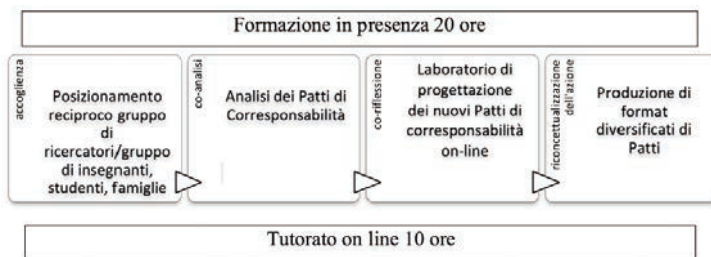 Formazione in presenza 20 ore
accoglienza
Posizionamento
reciproco gruppo
di
ricercatori/gruppo
di insegnanti,
studenti, famiglie
co-analisi
Analisi dei Patti di
Corresponsabilità
co-riflessione
Laboratorio di
progettazione
dei nuovi Patti di
corresponsabilità
on-line
riconcettualizzazione
dell'azione
Produzione di
format
diversificati di
Patti
Tutorato on line 10 ore